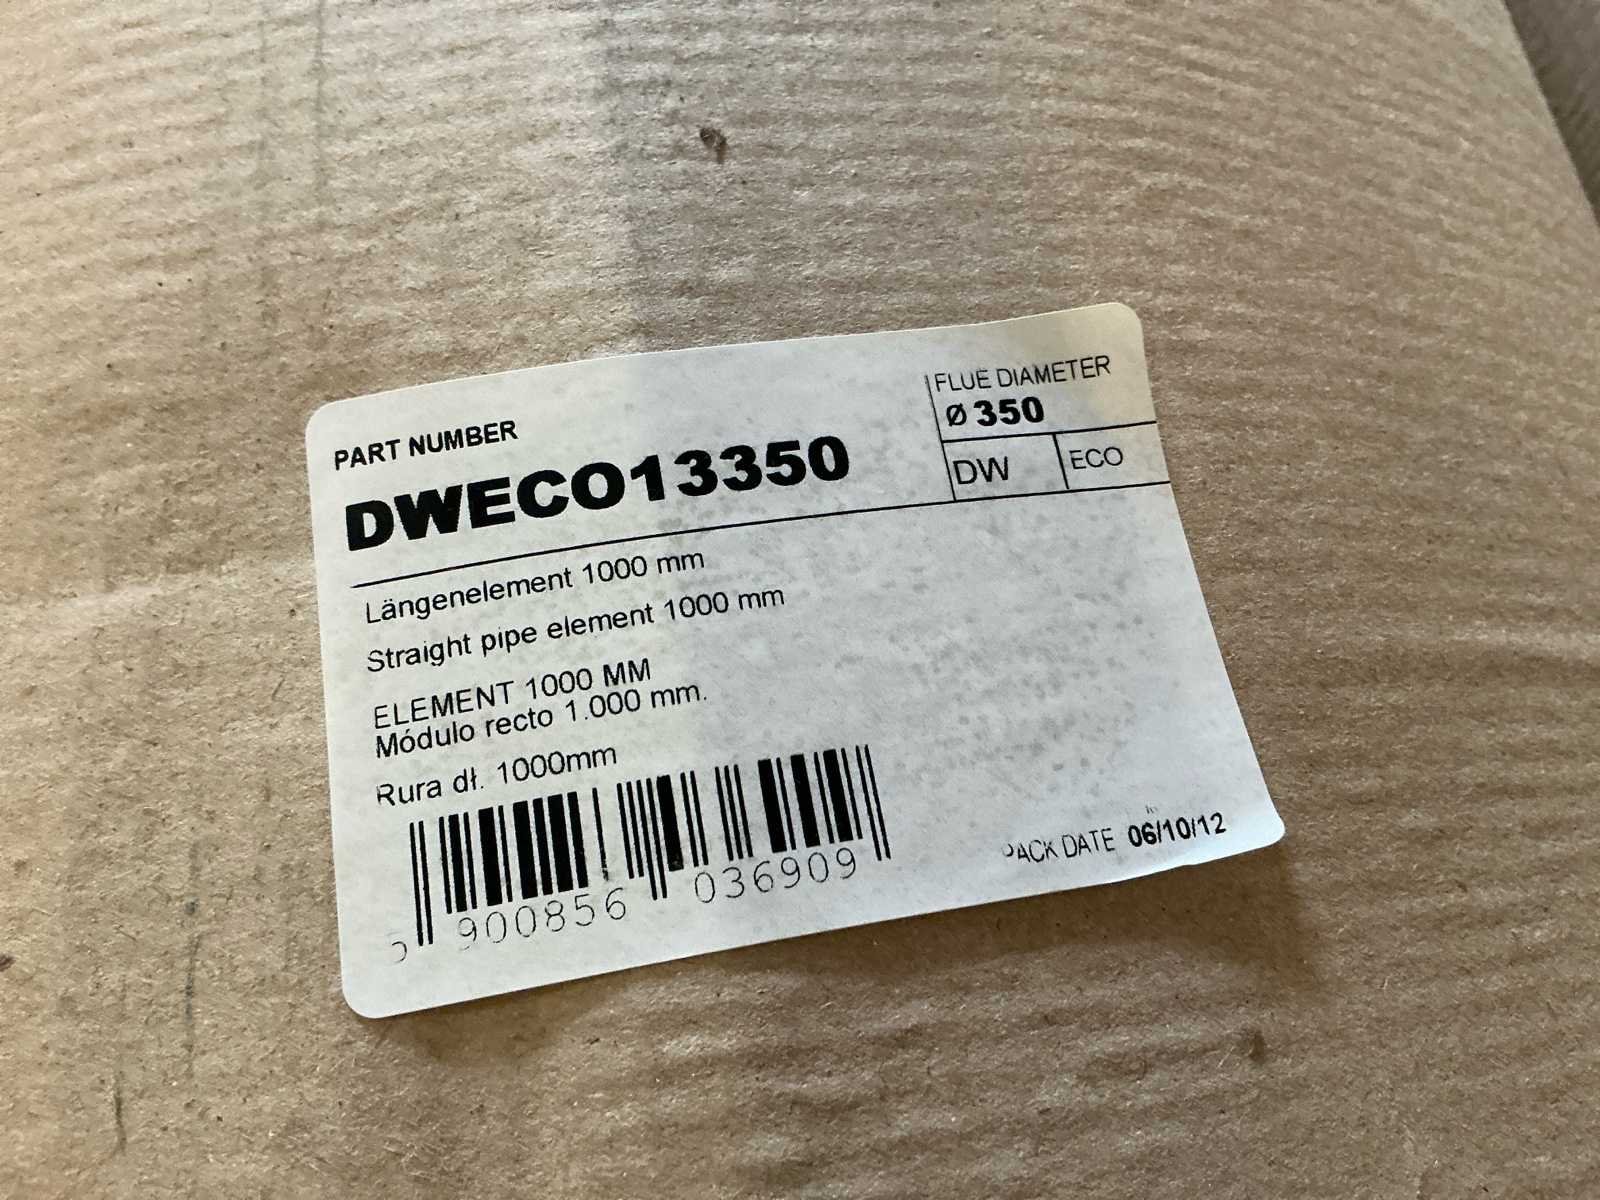 PART NUMBER
DWECO13350
FLUE DIAMETER
Ø 350
DW ECO
Längenelement 1000 mm
Straight pipe element 1000 mm
ELEMENT 1000 MM
Módulo recto 1.000 mm.
Rura dł. 1000mm
900856 036909
PACK DATE 06/10/12